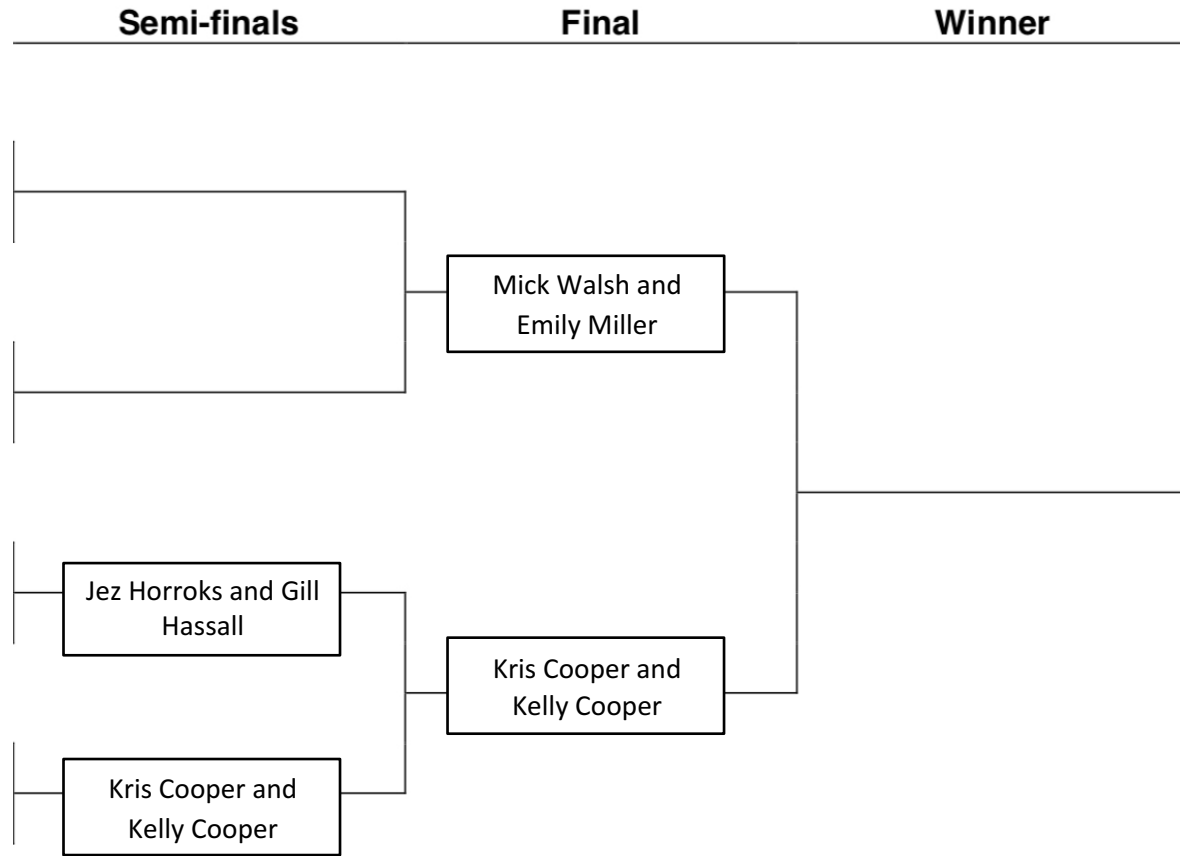 Semi-finals Final Winner
Mick Walsh and
Emily Miller
Jez Horroks and Gill
Hassall
Kris Cooper and
Kelly Cooper
Kris Cooper and
Kelly Cooper